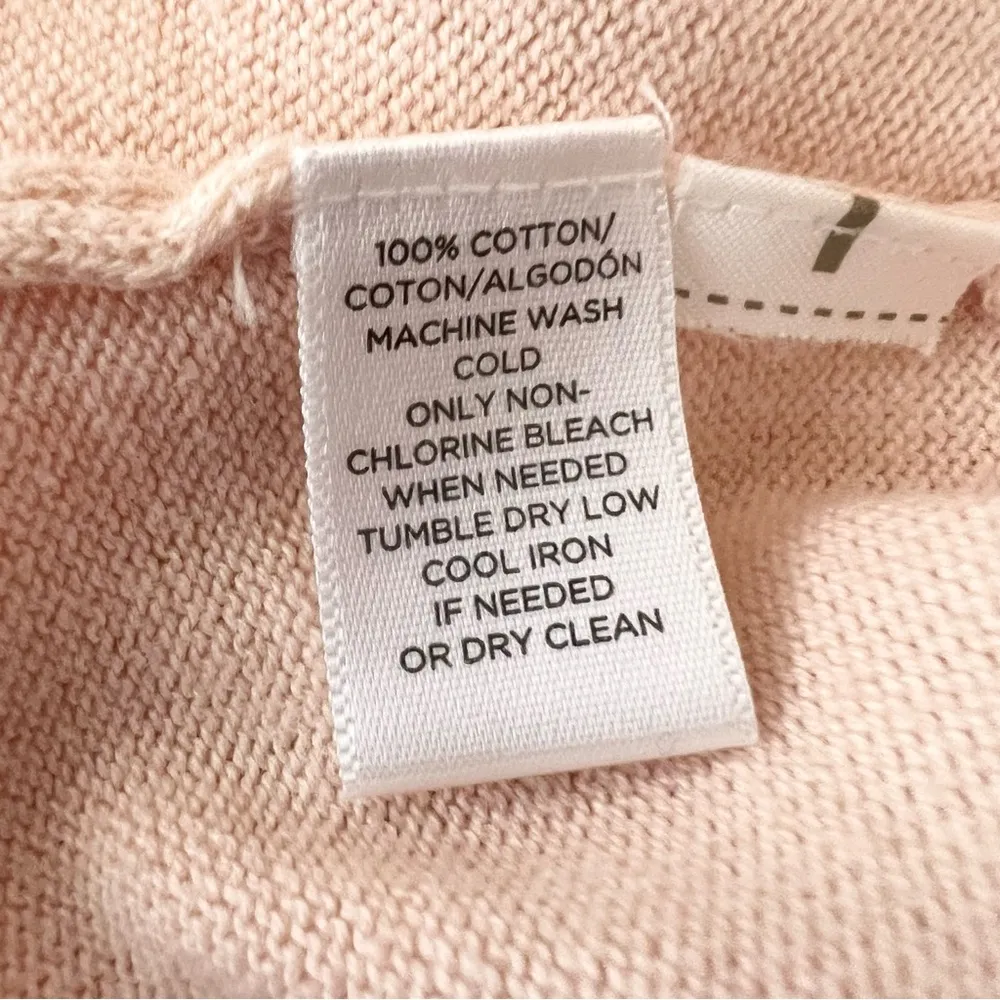 100% COTTON/
COTON/ALGODÓN
MACHINE WASH
COLD
ONLY NON-
CHLORINE BLEACH
WHEN NEEDED
TUMBLE DRY LOW
COOL IRON
IF NEEDED
OR DRY CLEAN